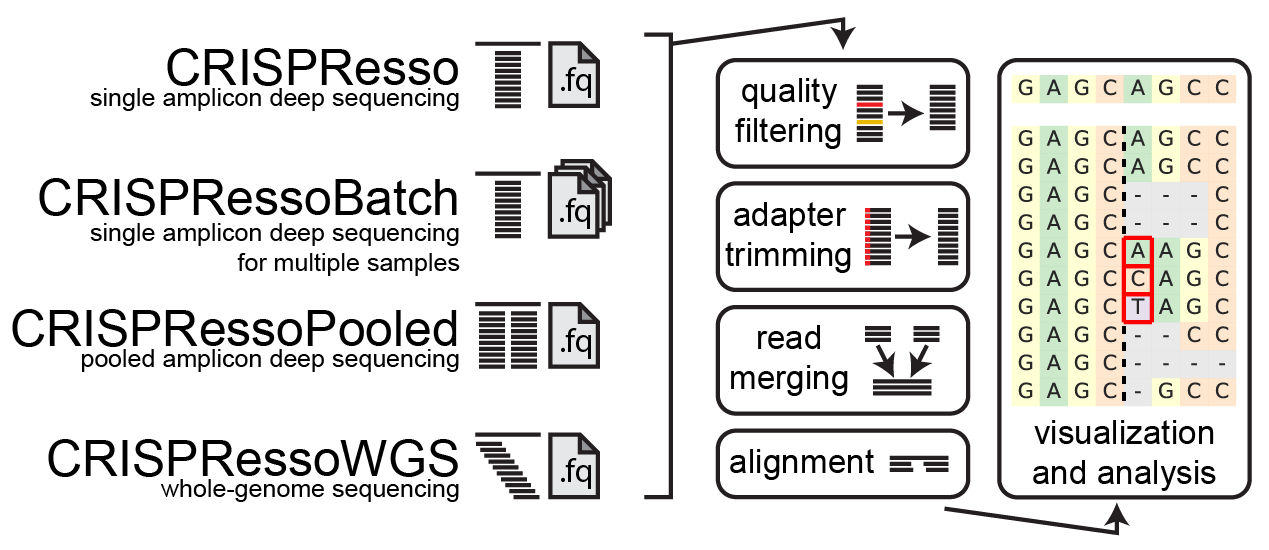 CRISPResso
single amplicon deep sequencing
.fq
CRISPRessoBatch
single amplicon deep sequencing
for multiple samples
.fq
CRISPRessoPooled
pooled amplicon deep sequencing
.fq
CRISPRessoWGS
whole-genome sequencing
.fq
quality
filtering
adapter
trimming
read
merging
alignment
G A G C A G C C
G A G C A G C C
G A G C A G C C
G A G C - - - C
G A G C - - - C
G A G C A A G C
G A G C C A G C
G A G C T A G C
G A G C - - C C
G A G C - - - -
G A G C - G C C
visualization
and analysis